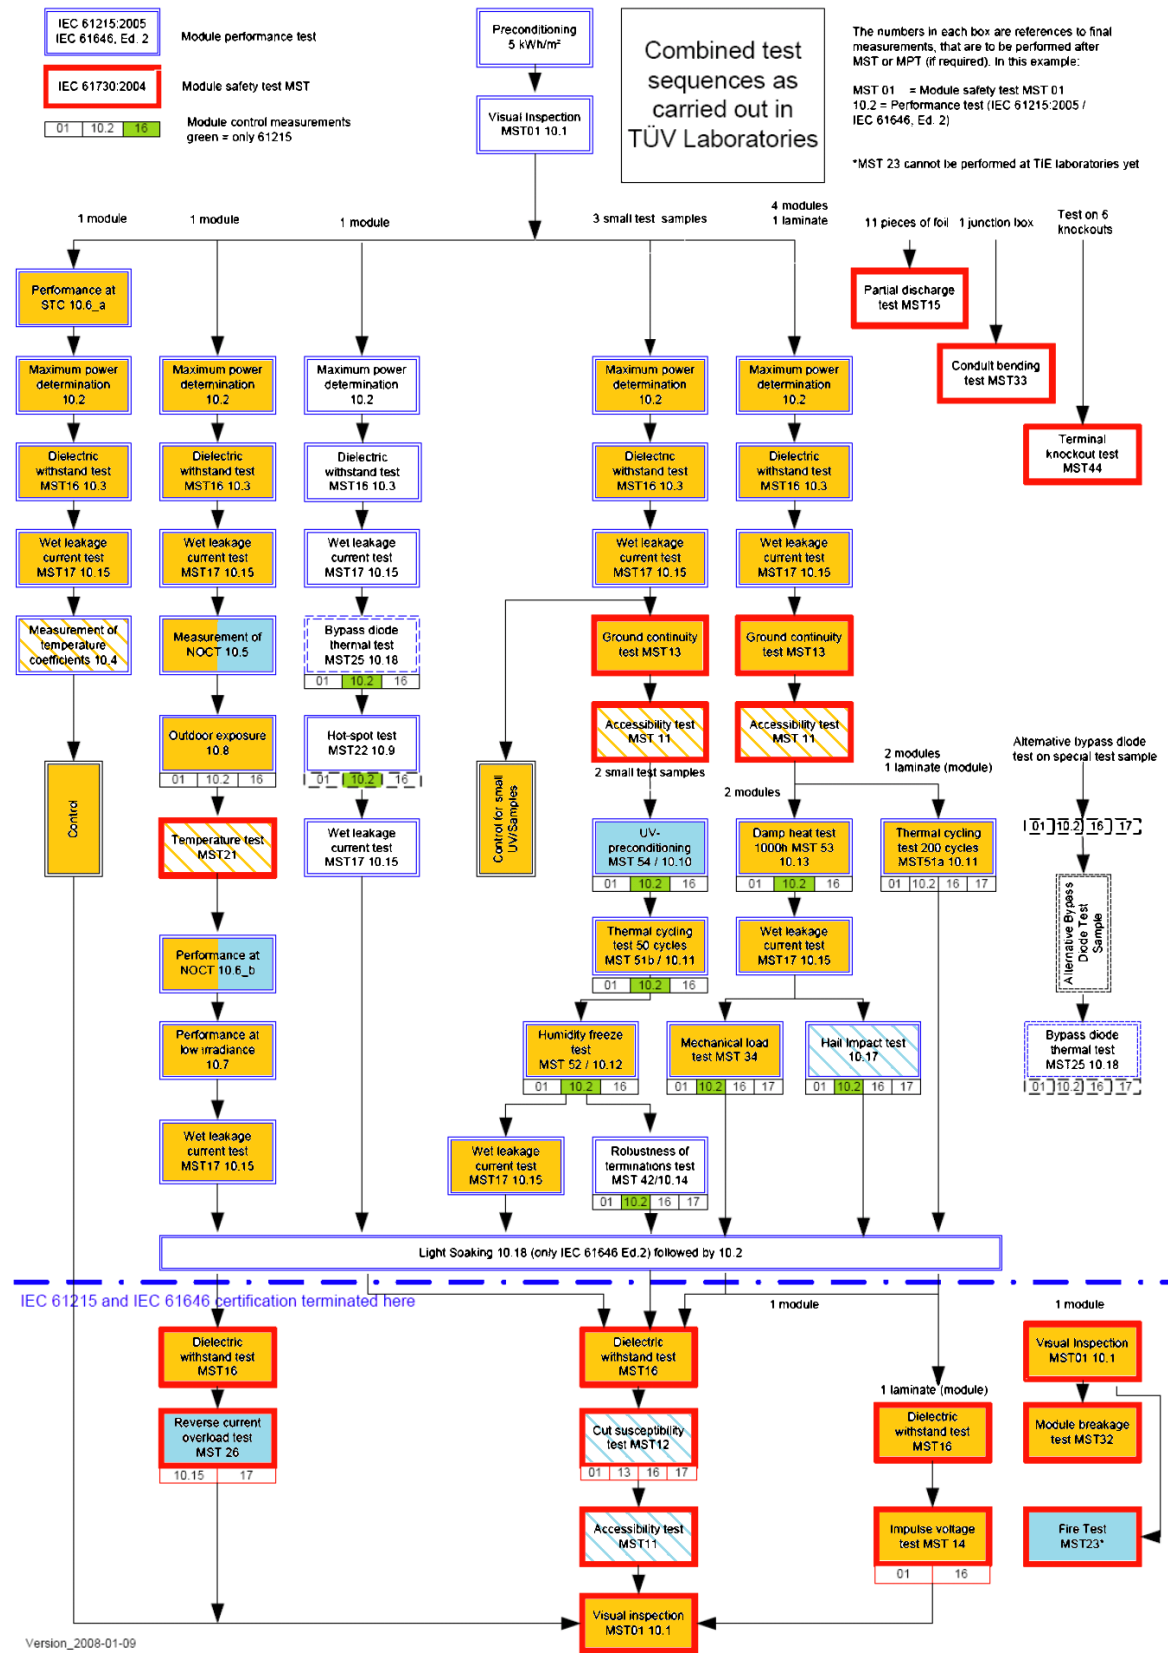 IEC 61215:2005
IEC 61646, Ed. 2
Module performance test
IEC 61730:2004
Module safety test MST
01 10.2 16
Module control measurements
green = only 61215
Preconditioning
5 kWh/m²
Visual Inspection
MST01 10.1
Combined test
sequences as
carried out in
TÜV Laboratories
The numbers in each box are references to final
measurements, that are to be performed after
MST or MPT (if required). In this example:
MST 01 = Module safety test MST 01
10.2 = Performance test (IEC 61215:2005 /
IEC 61646, Ed. 2)
*MST 23 cannot be performed at TIE laboratories yet
1 module
1 module
1 module
3 small test samples
4 modules
1 laminate
11 pieces of foil
1 junction box
Test on 6
knockouts
Performance at
STC 10.6_a
Partial discharge
test MST15
Conduit bending
test MST33
Terminal
knockout test
MST44
Maximum power
determination
10.2
Maximum power
determination
10.2
Maximum power
determination
10.2
Maximum power
determination
10.2
Maximum power
determination
10.2
Dielectric
withstand test
MST16 10.3
Dielectric
withstand test
MST16 10.3
Dielectric
withstand test
MST16 10.3
Dielectric
withstand test
MST16 10.3
Dielectric
withstand test
MST16 10.3
Wet leakage
current test
MST17 10.15
Wet leakage
current test
MST17 10.15
Wet leakage
current test
MST17 10.15
Wet leakage
current test
MST17 10.15
Wet leakage
current test
MST17 10.15
Measurement of
temperature
coefficients 10.4
Measurement of
NOCT 10.5
Bypass diode
thermal test
MST25 10.18
01 10.2 16
Ground continuity
test MST13
Ground continuity
test MST13
Outdoor exposure
10.8
01 10.2 16
Hot-spot test
MST22 10.9
01 10.2 16
Accessibility test
MST 11
Accessibility test
MST 11
2 small test samples
2 modules
2 modules
1 laminate (module)
Alternative bypass diode
test on special test sample
Control
Temperature test
MST21
Wet leakage
current test
MST17 10.15
Control for small
UV/Samples
UV-
preconditioning
MST 54 / 10.10
01 10.2 16
Damp heat test
1000h MST 53
10.13
01 10.2 16
Thermal cycling
test 200 cycles
MST51a 10.11
01 10.2 16 17
01 10.2 16 17
Alternative Bypass
Diode Test
Sample
Performance at
NOCT 10.6_b
Thermal cycling
test 50 cycles
MST 51b / 10.11
01 10.2 16
Wet leakage
current test
MST17 10.15
Performance at
low irradiance
10.7
Humidity freeze
test
MST 52 / 10.12
01 10.2 16
Mechanical load
test MST 34
01 10.2 16 17
Hail Impact test
10.17
01 10.2 16 17
Bypass diode
thermal test
MST25 10.18
01 10.2 16 17
Wet leakage
current test
MST17 10.15
Wet leakage
current test
MST17 10.15
Robustness of
terminations test
MST 42/10.14
01 10.2 16 17
Light Soaking 10.18 (only IEC 61646 Ed.2) followed by 10.2
IEC 61215 and IEC 61646 certification terminated here
1 module
1 module
Dielectric
withstand test
MST16
Dielectric
withstand test
MST16
Visual Inspection
MST01 10.1
1 laminate (module)
Reverse current
overload test
MST 26
10.15 17
Cut susceptibility
test MST12
01 13 16 17
Dielectric
withstand test
MST16
Module breakage
test MST32
Accessibility test
MST11
Impulse voltage
test MST 14
01 16
Fire Test
MST23*
Visual inspection
MST01 10.1
Version_2008-01-09